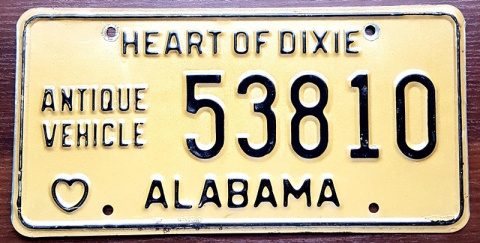 HEART OF DIXIE
ANTIQUE
VEHICLE
53810
ALABAMA